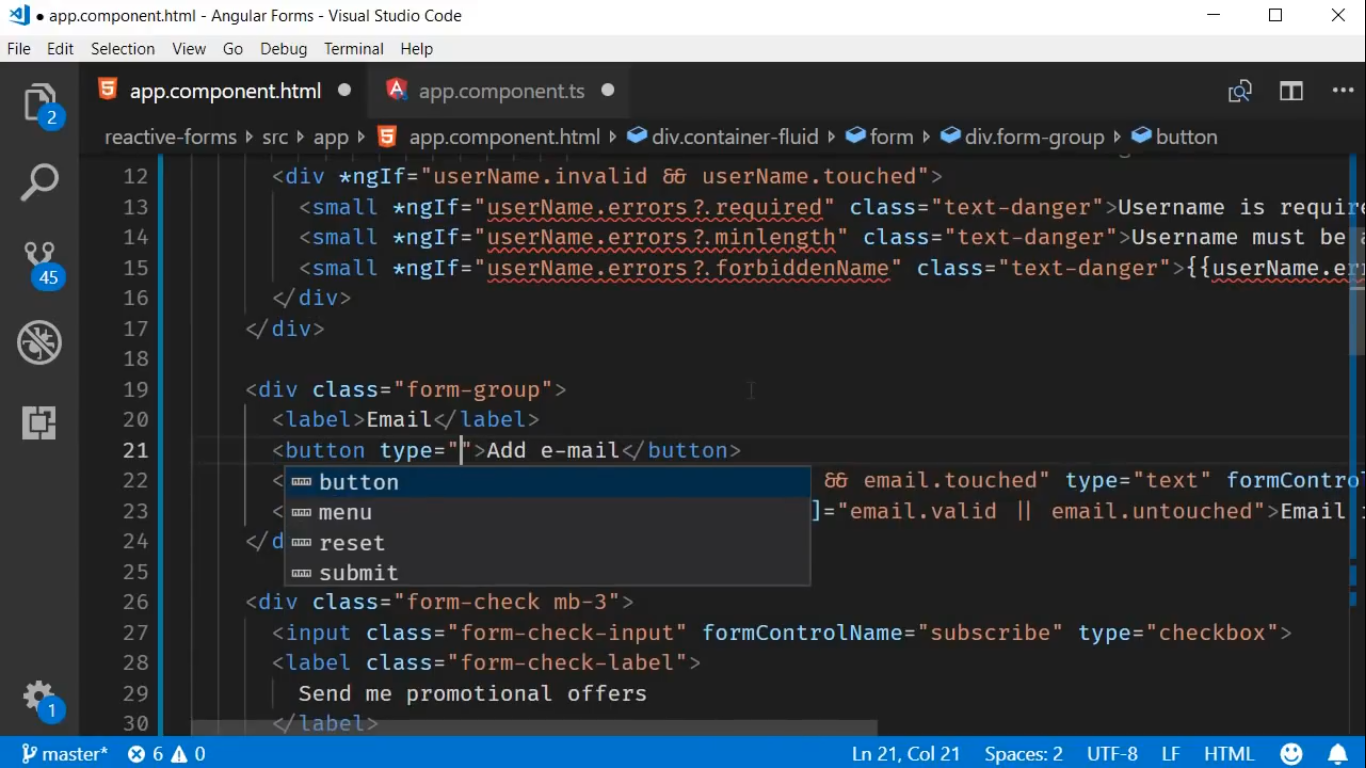 app.component.html - Angular Forms - Visual Studio Code
File Edit Selection View Go Debug Terminal Help
app.component.html app.component.ts
2
reactive-forms src app app.component.html div.container-fluid form div.form-group button
12 <div *ngIf="userName.invalid && userName.touched">
13 <small *ngIf="userName.errors?.required" class="text-danger">Username is require
14 <small *ngIf="userName.errors?.minlength" class="text-danger">Username must be a
15 <small *ngIf="userName.errors?.forbiddenName" class="text-danger">{{userName.err
45
16 </div>
17 </div>
18
19 <div class="form-group">
20 <label>Email</label>
21 <button type="">Add e-mail</button>
22 < && email.touched" type="text" formControl
button
23 < ]="email.valid || email.untouched">Email
menu
24 </d
reset
25
submit
26 <div class="form-check mb-3">
27 <input class="form-check-input" formControlName="subscribe" type="checkbox">
28 <label class="form-check-label">
29 Send me promotional offers
30 </label>
1
master* 6 0 Ln 21, Col 21 Spaces: 2 UTF-8 LF HTML